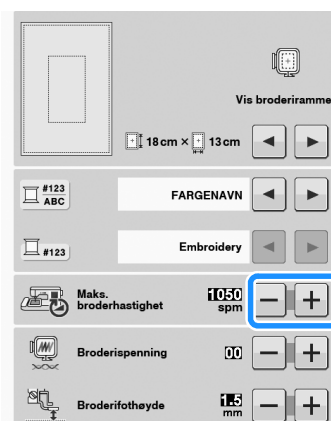 Vis broderiramme
18 cm × 13 cm
#123
ABC
FARGENAVN
#123
Embroidery
Maks.
broderhastighet
1050
spm
Broderispenning
00
Broderifothøyde
1.5
mm